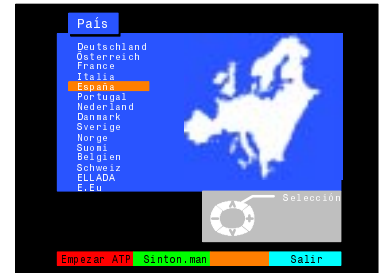 País
Deutschland
Österreich
France
Italia
España
Portugal
Nederland
Danmark
Sverige
Norge
Suomi
Belgien
Schweiz
ELLADA
E.Eu
Selección
Empezar ATP
Sinton.man
Salir